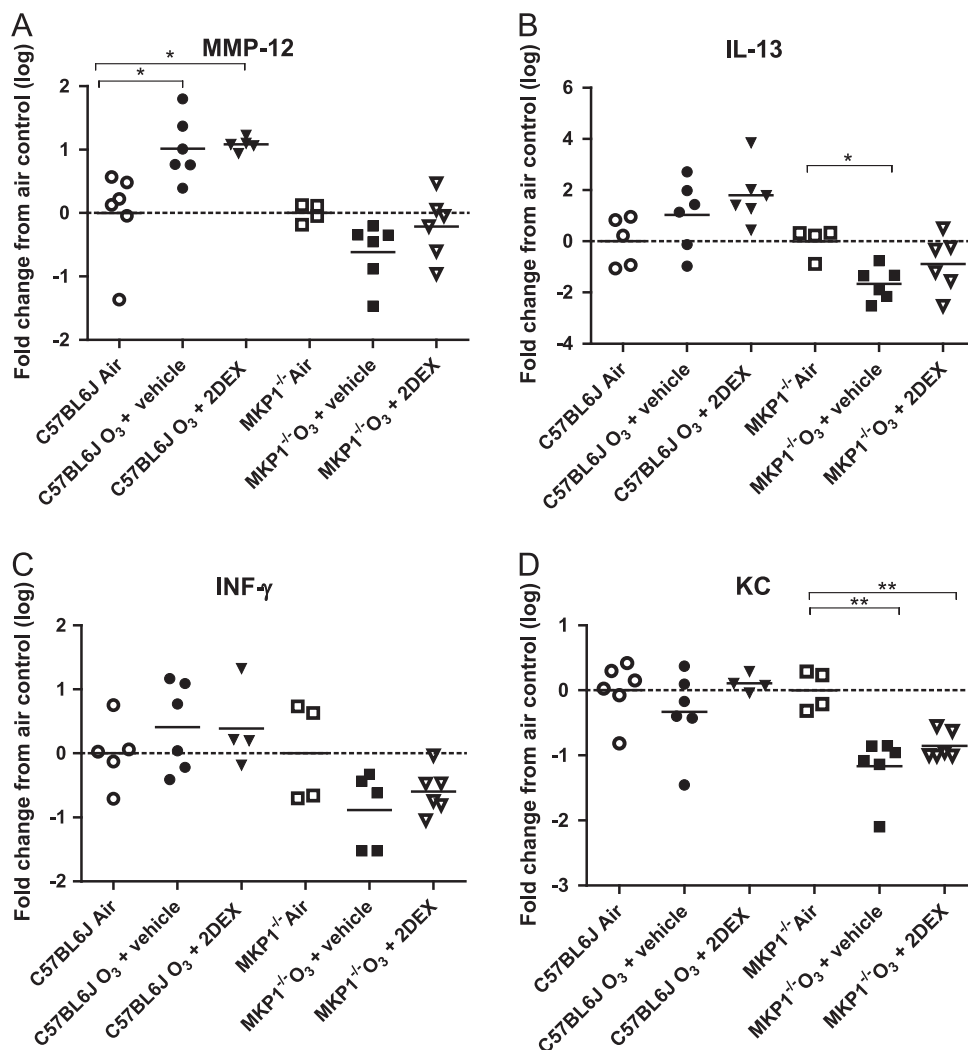 A
MMP-12
Fold change from air control (log)
* 
*
2
1
0
-1
-2
C57BL6J Air
C57BL6J O₃ + vehicle
C57BL6J O₃ + 2DEX
MKP1⁻/⁻ Air
MKP1⁻/⁻O₃ + vehicle
MKP1⁻/⁻O₃ + 2DEX
B
IL-13
Fold change from air control (log)
*
6
4
2
0
-2
-4
C57BL6J Air
C57BL6J O₃ + vehicle
C57BL6J O₃ + 2DEX
MKP1⁻/⁻ Air
MKP1⁻/⁻O₃ + vehicle
MKP1⁻/⁻O₃ + 2DEX
C
INF-γ
Fold change from air control (log)
2
1
0
-1
-2
C57BL6J Air
C57BL6J O₃ + vehicle
C57BL6J O₃ + 2DEX
MKP1⁻/⁻ Air
MKP1⁻/⁻O₃ + vehicle
MKP1⁻/⁻O₃ + 2DEX
D
KC
Fold change from air control (log)
**
**
1
0
-1
-2
-3
C57BL6J Air
C57BL6J O₃ + vehicle
C57BL6J O₃ + 2DEX
MKP1⁻/⁻ Air
MKP1⁻/⁻O₃ + vehicle
MKP1⁻/⁻O₃ + 2DEX